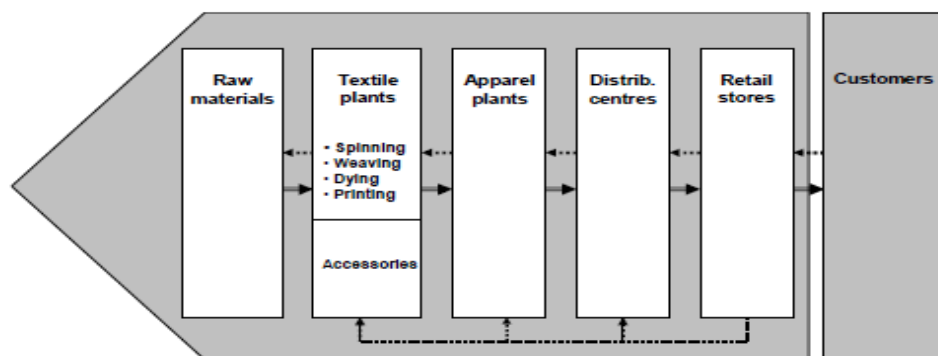 Raw
materials
Textile
plants
• Spinning
• Weaving
• Dying
• Printing
Accessories
Apparel
plants
Distrib.
centres
Retail
stores
Customers